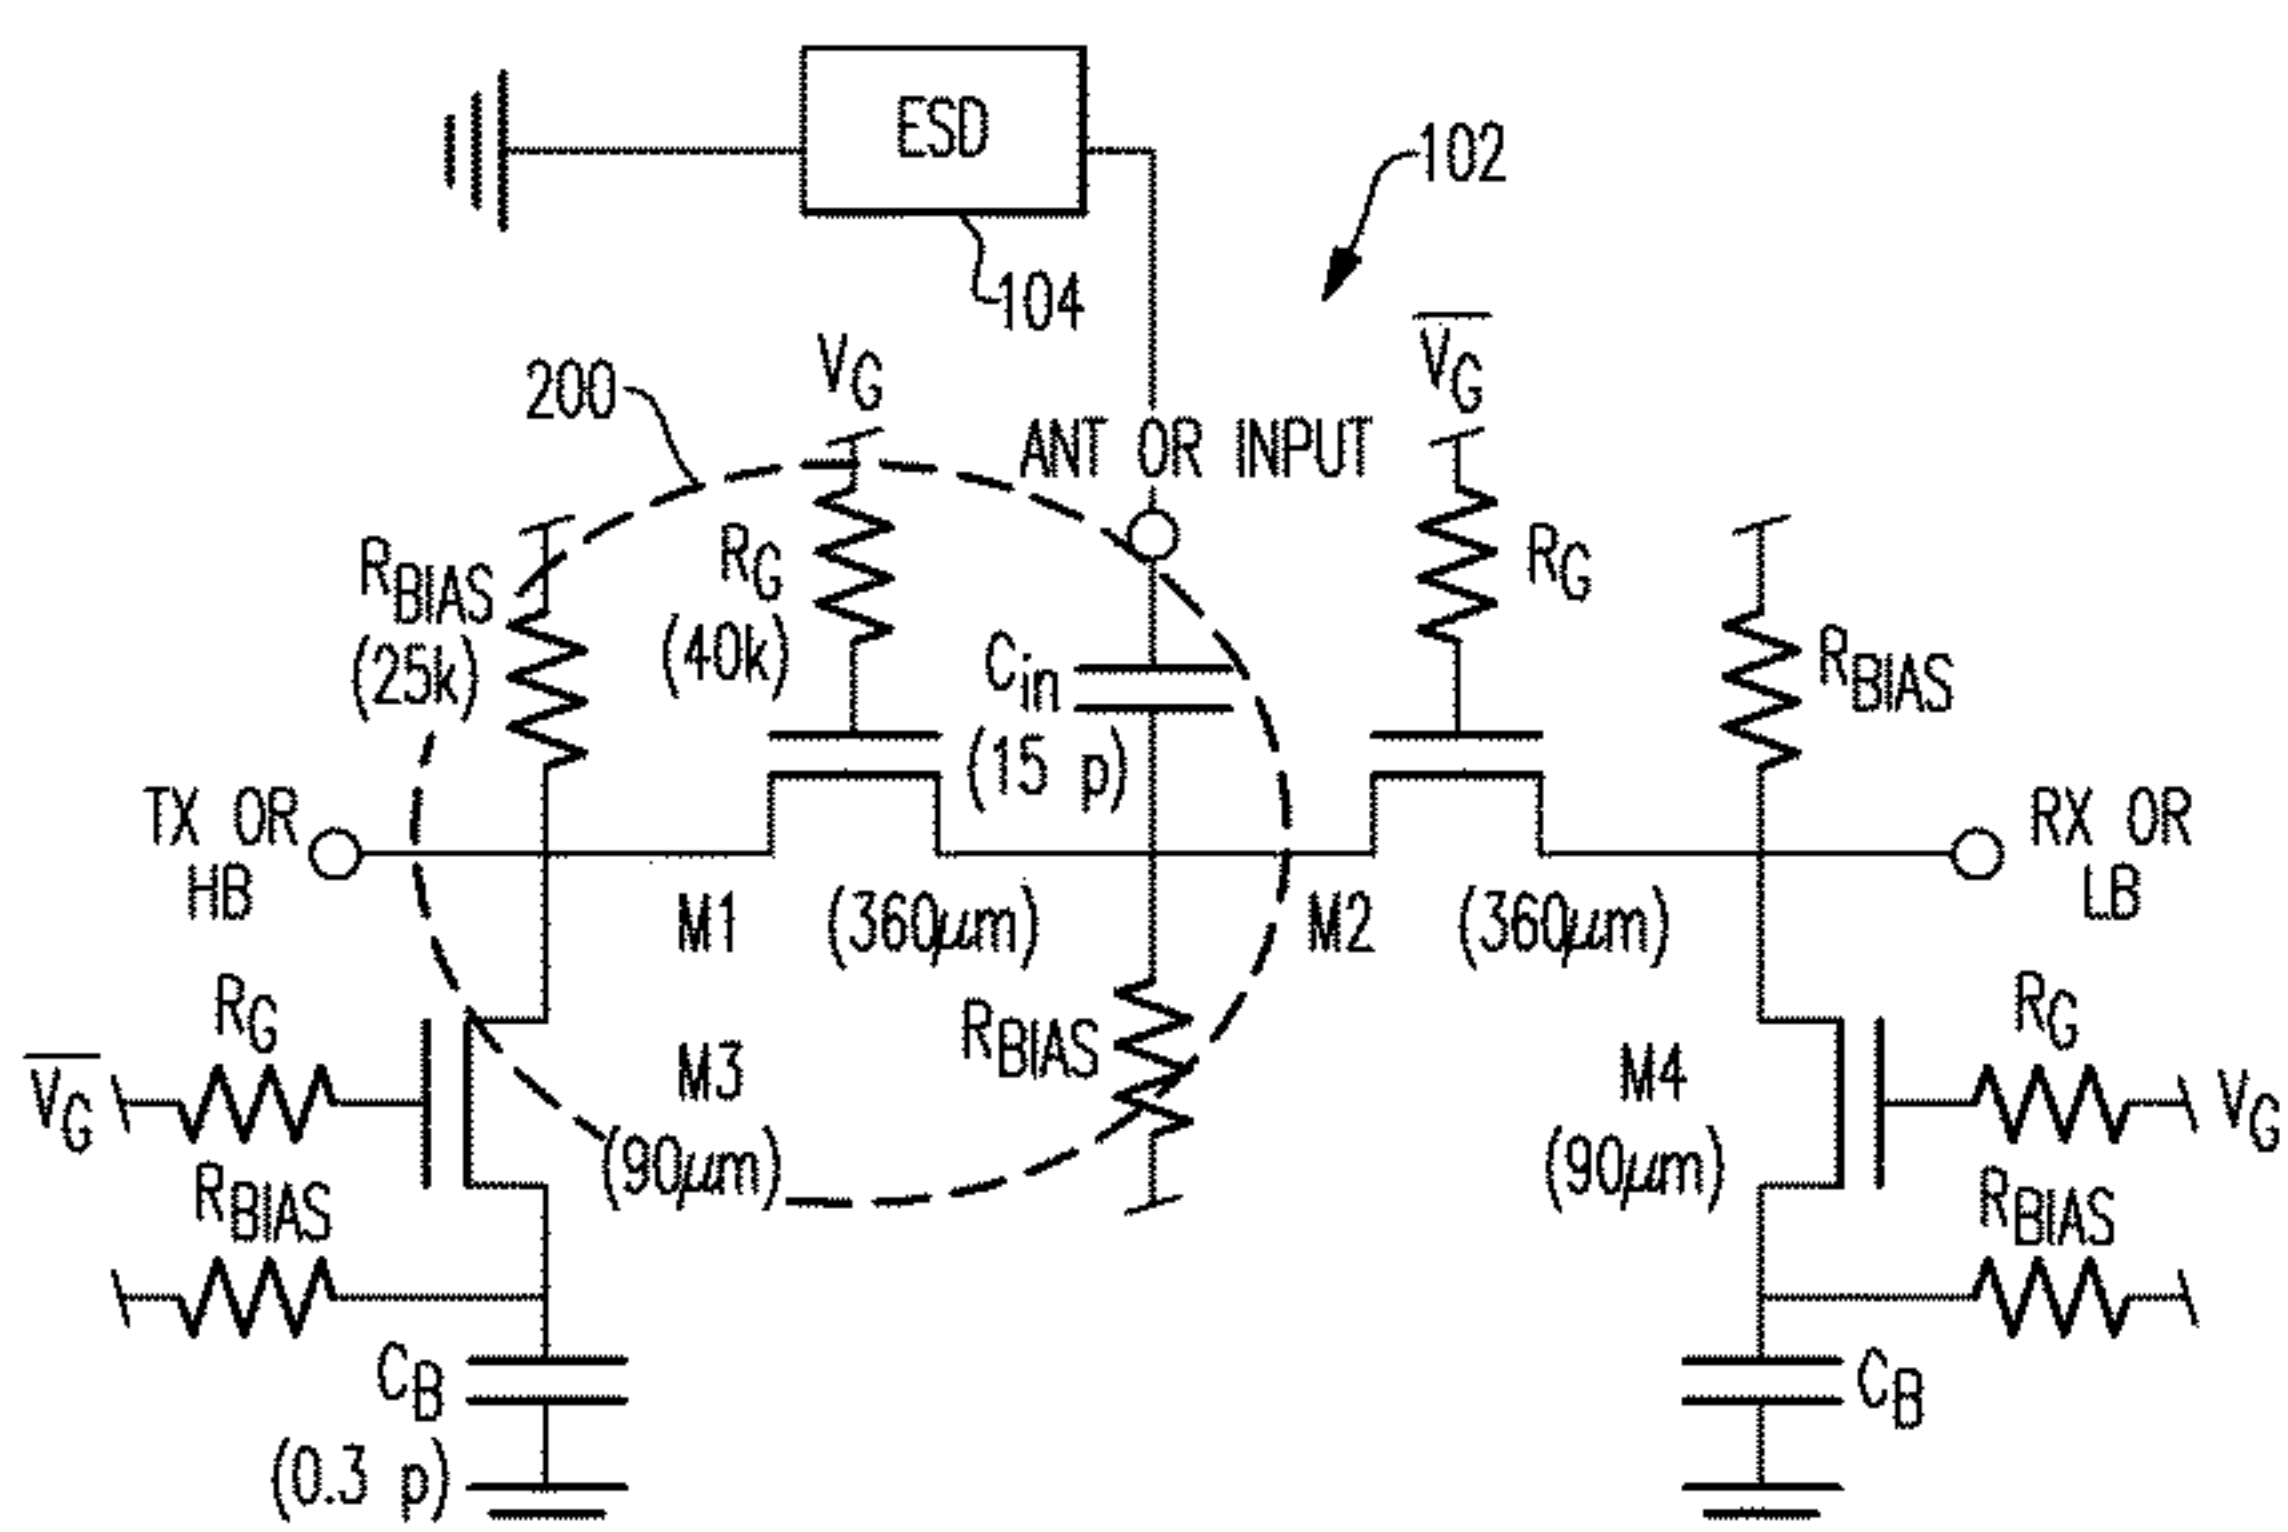 ESD
102
104
200
V_G
V̅_G
ANT OR INPUT
R_BIAS
(25k)
R_G
(40k)
C_in
(15 p)
R_G
R_BIAS
TX OR
HB
RX OR
LB
M1
(360µm)
M2
(360µm)
R_G
V̅_G
M3
(90µm)
R_BIAS
R_BIAS
M4
(90µm)
R_G
V_G
R_BIAS
C_B
(0.3 p)
C_B